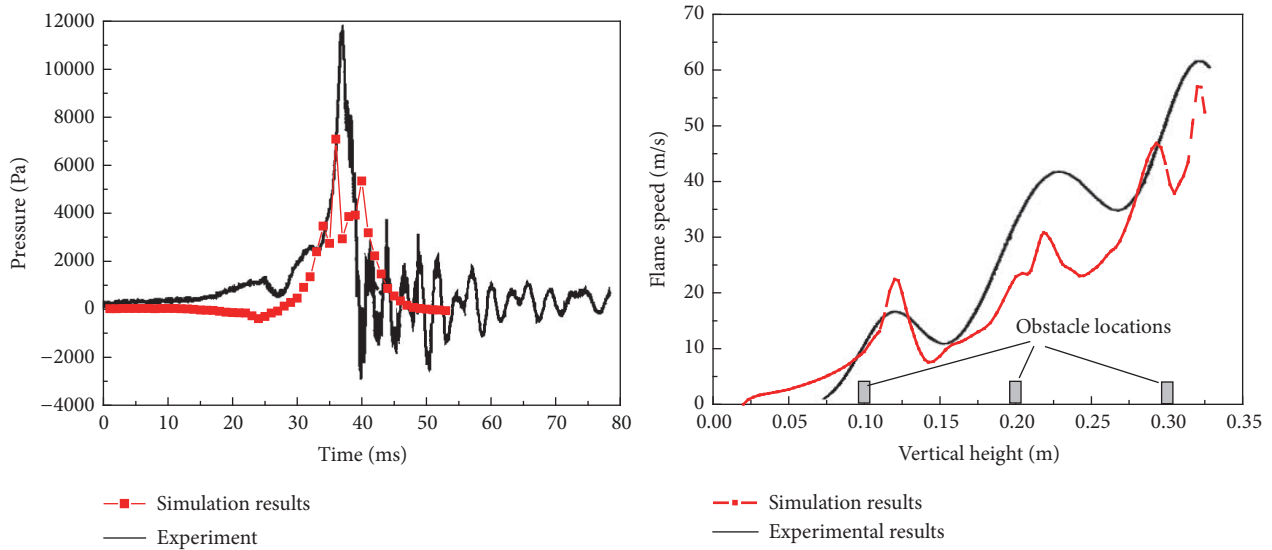 12000
10000
8000
6000
4000
2000
0
−2000
−4000
Pressure (Pa)
0 10 20 30 40 50 60 70 80
Time (ms)
Simulation results
Experiment
70
60
50
40
30
20
10
0
Flame speed (m/s)
Obstacle locations
0.00 0.05 0.10 0.15 0.20 0.25 0.30 0.35
Vertical height (m)
Simulation results
Experimental results